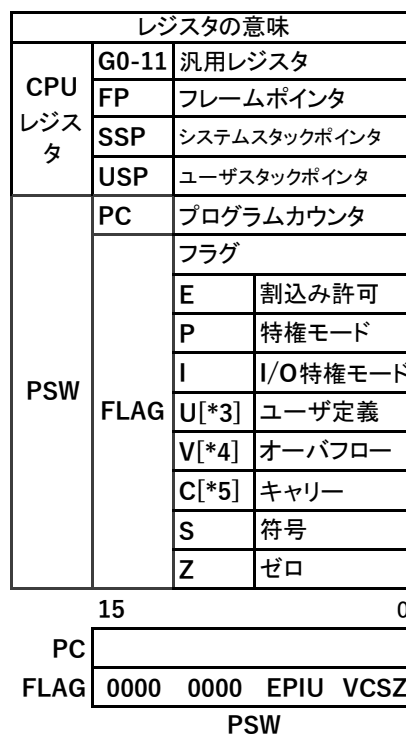 レジスタの意味
CPU
レジス
タ
G0-11 汎用レジスタ
FP フレームポインタ
SSP システムスタックポインタ
USP ユーザスタックポインタ
PSW
PC プログラムカウンタ
FLAG
フラグ
E 割込み許可
P 特権モード
I I/O特権モード
U[*3] ユーザ定義
V[*4] オーバフロー
C[*5] キャリー
S 符号
Z ゼロ
15 0
PC
FLAG 0000 0000 EPIU VCSZ
PSW